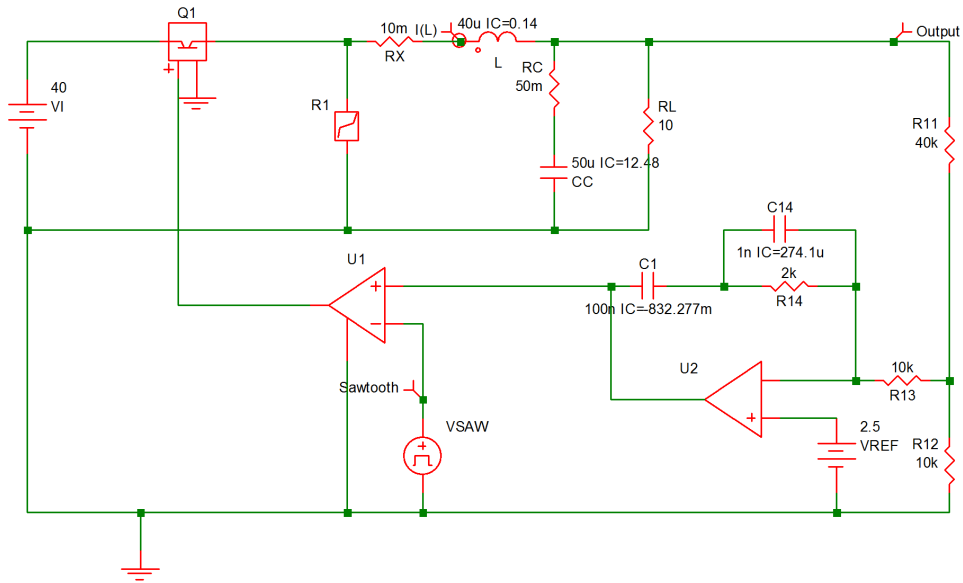 Q1
10m
I(L)
40u IC=0.14
Output
RX
L
40
VI
RC
50m
R1
RL
10
R11
40k
50u IC=12.48
CC
C14
1n IC=274.1u
U1
C1
2k
R14
100n IC=-832.277m
+
−
+
U2
10k
R13
Sawtooth
VSAW
+
+
2.5
VREF
R12
10k